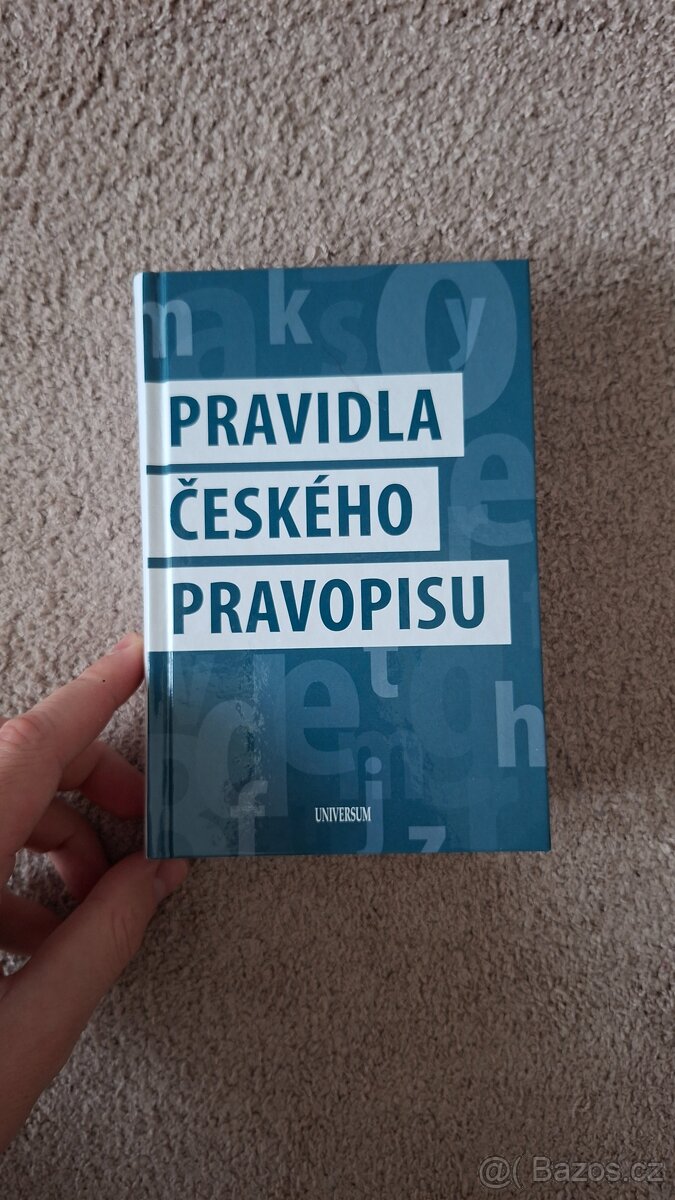 PRAVIDLA
ČESKÉHO
PRAVOPISU
UNIVERSUM
@( Bazos.cz